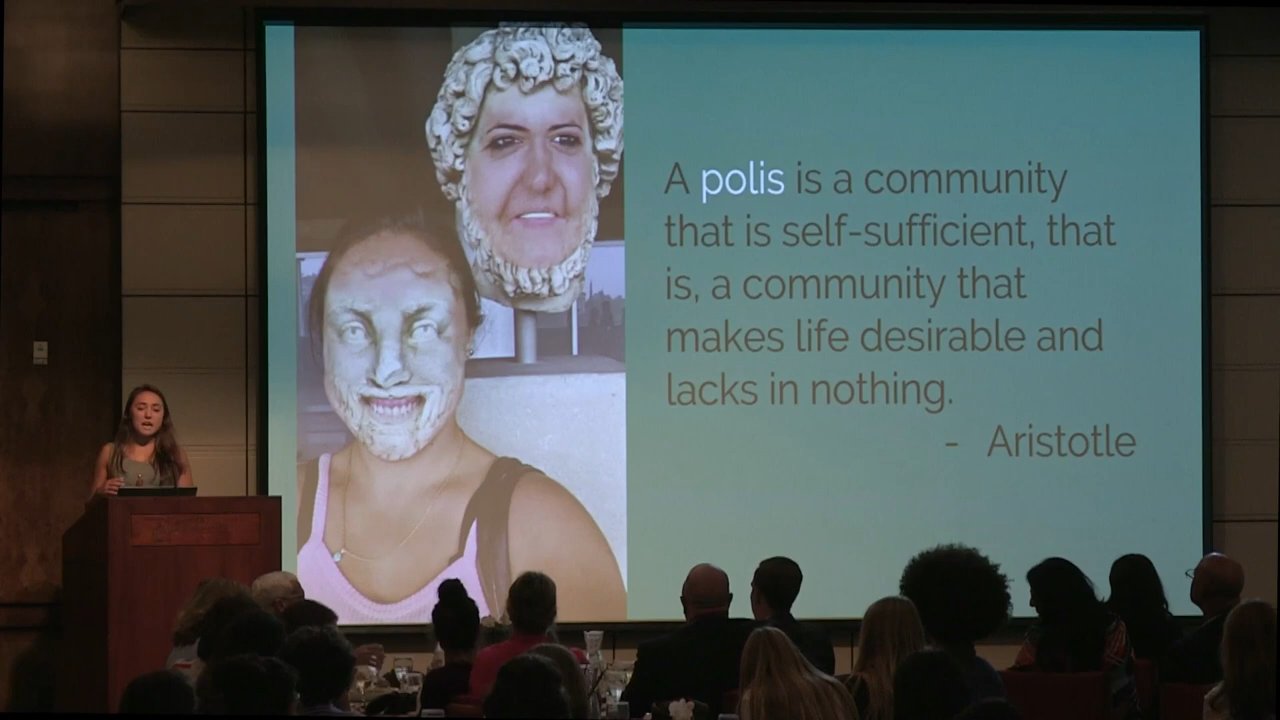 A polis is a community
that is self-sufficient, that
is, a community that
makes life desirable and
lacks in nothing.
- Aristotle